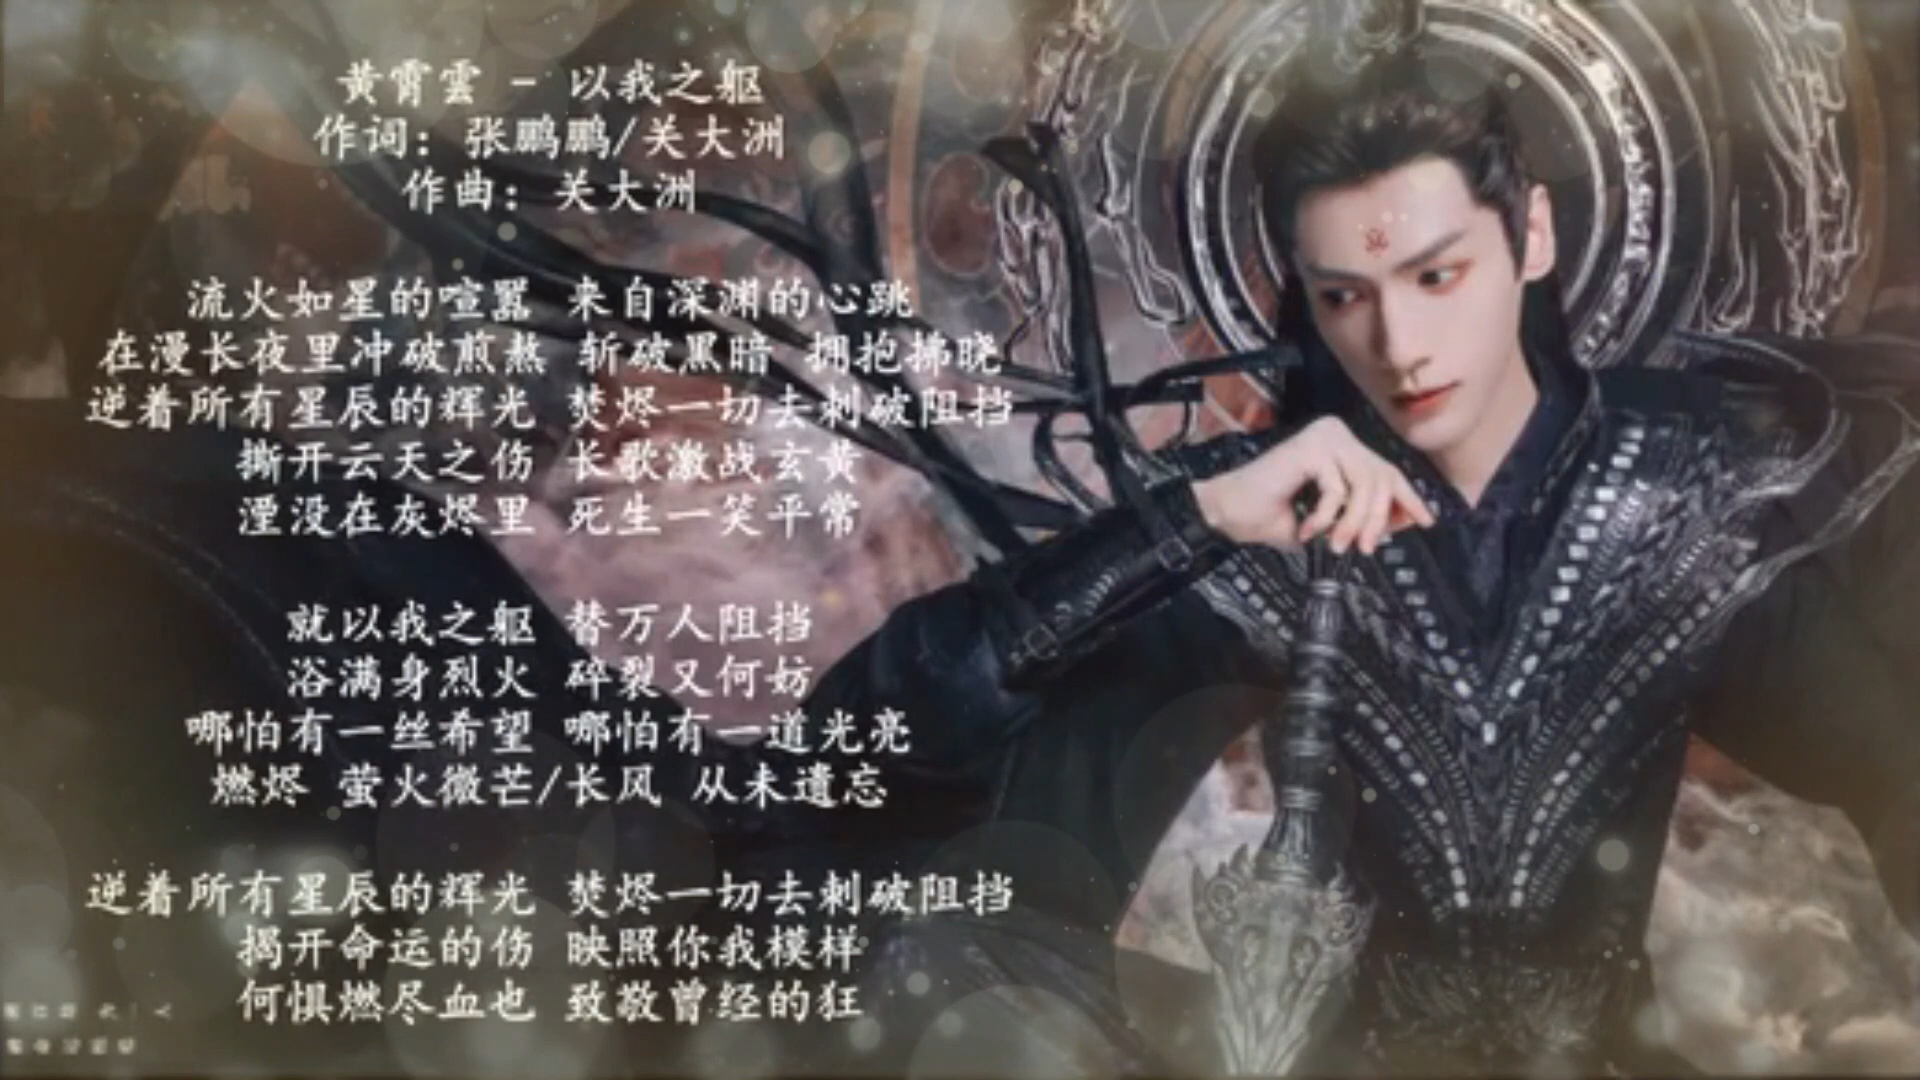 黄霄雲 - 以我之躯
作词：张鹏鹏/关大洲
作曲：关大洲
流火如星的喧嚣 来自深渊的心跳
在漫长夜里冲破煎熬 斩破黑暗 拥抱拂晓
逆着所有星辰的辉光 焚烬一切去刺破阻挡
撕开云天之伤 长歌激战玄黄
湮没在灰烬里 死生一笑平常
就以我之躯 替万人阻挡
浴满身烈火 碎裂又何妨
哪怕有一丝希望 哪怕有一道光亮
燃烬 萤火微芒/长风 从未遗忘
逆着所有星辰的辉光 焚烬一切去刺破阻挡
揭开命运的伤 映照你我模样
何惧燃尽血也 致敬曾经的狂